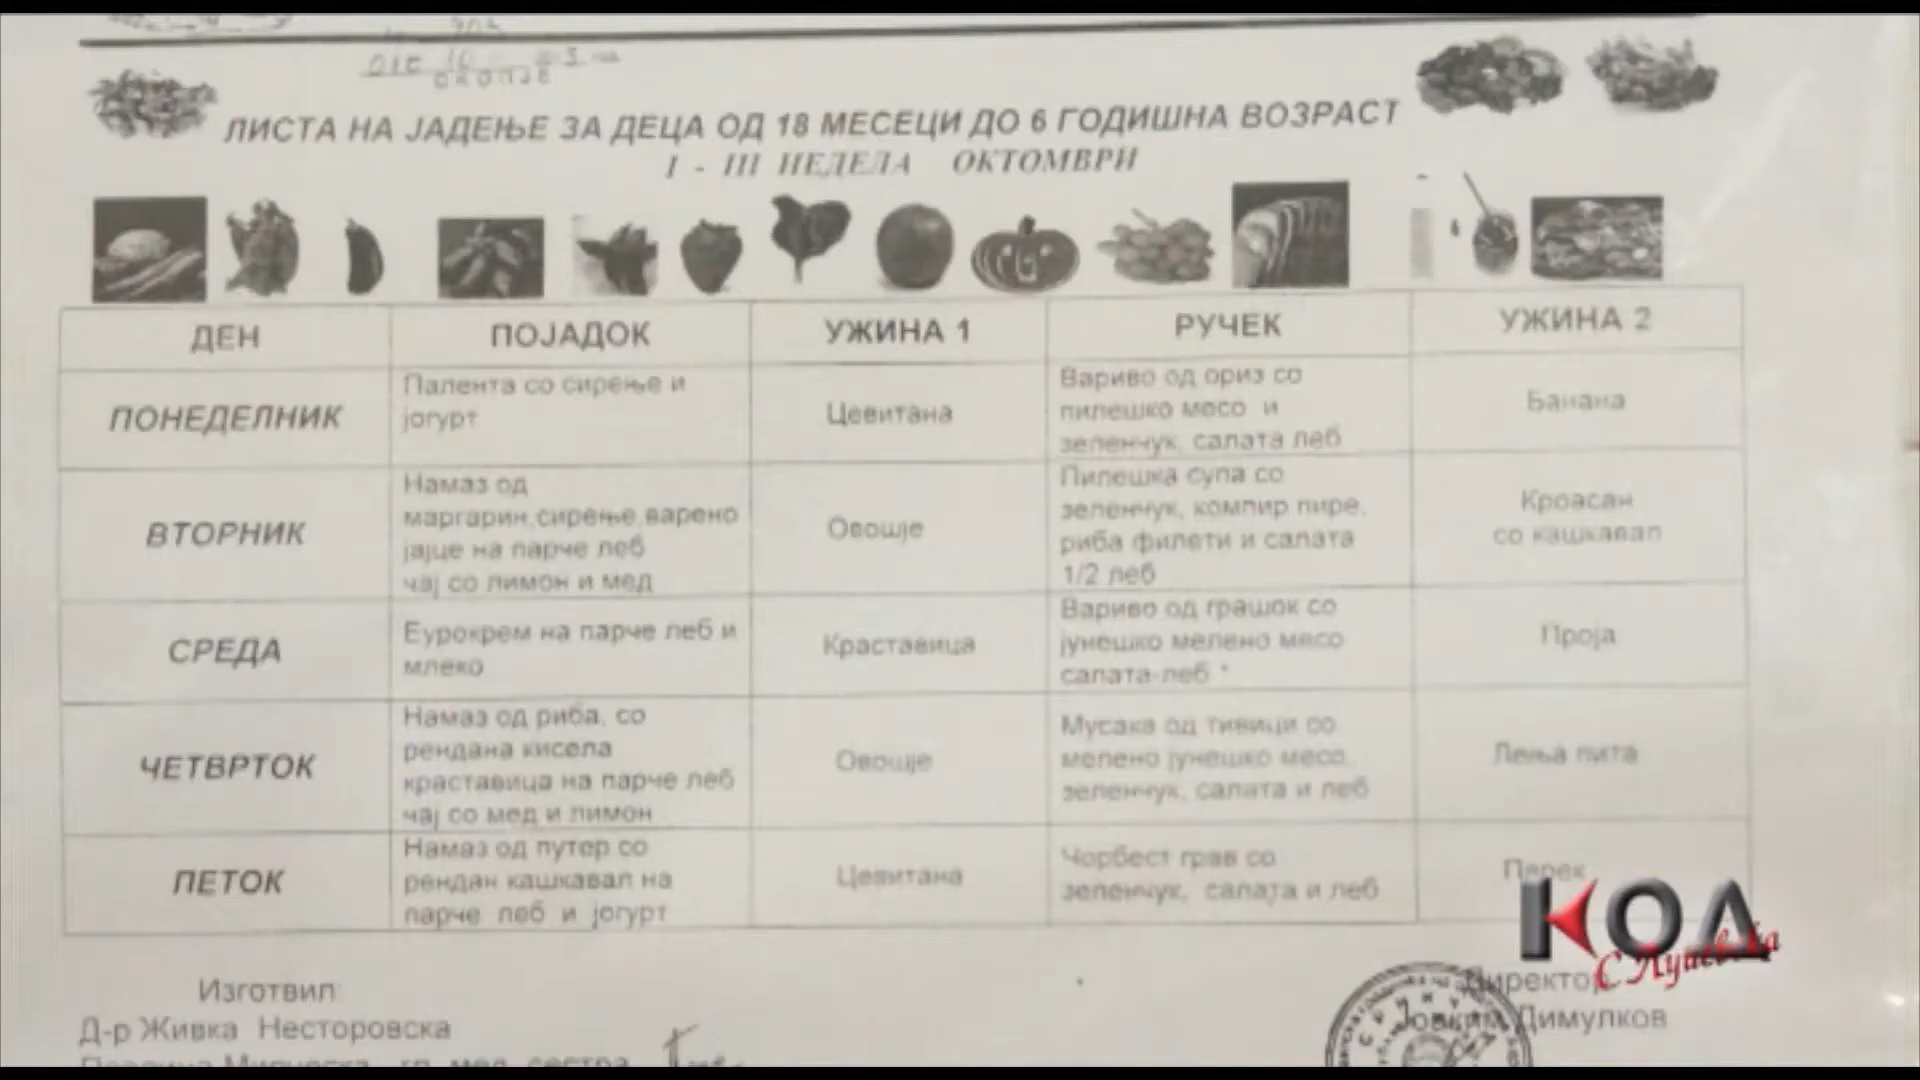 СКОПЈЕ
ЛИСТА НА ЈАДЕЊЕ ЗА ДЕЦА ОД 18 МЕСЕЦИ ДО 6 ГОДИШНА ВОЗРАСТ
I - III НЕДЕЛА ОКТОМВРИ
ДЕН
ПОЈАДОК
УЖИНА 1
РУЧЕК
УЖИНА 2
ПОНЕДЕЛНИК
Палента со сирење и
јогурт
Цевитана
Вариво од ориз со
пилешко месо и
зеленчук, салата леб
Банана
ВТОРНИК
Намаз од
маргарин,сирење,варено
јајце на парче леб
чај со лимон и мед
Овошје
Пилешка супа со
зеленчук, компир пире,
риба филети и салата
1/2 леб
Кроасан
со кашкавал
СРЕДА
Еурокрем на парче леб и
млеко
Краставица
Вариво од грашок со
јунешко мелено месо
салата-леб *
Проја
ЧЕТВРТОК
Намаз од риба, со
рендана кисела
краставица на парче леб
чај со мед и лимон
Овошје
Мусака од тивици со
мелено јунешко месо,
зеленчук, салата и леб
Лења пита
ПЕТОК
Намаз од путер со
рендан кашкавал на
парче леб и јогурт
Цевитана
Чорбест грав со
зеленчук, салата и леб
Перек
КОД
Изготвил:
Д-р Живка Несторовска
гл. мед. сестра
Директор
Јовким Димулков